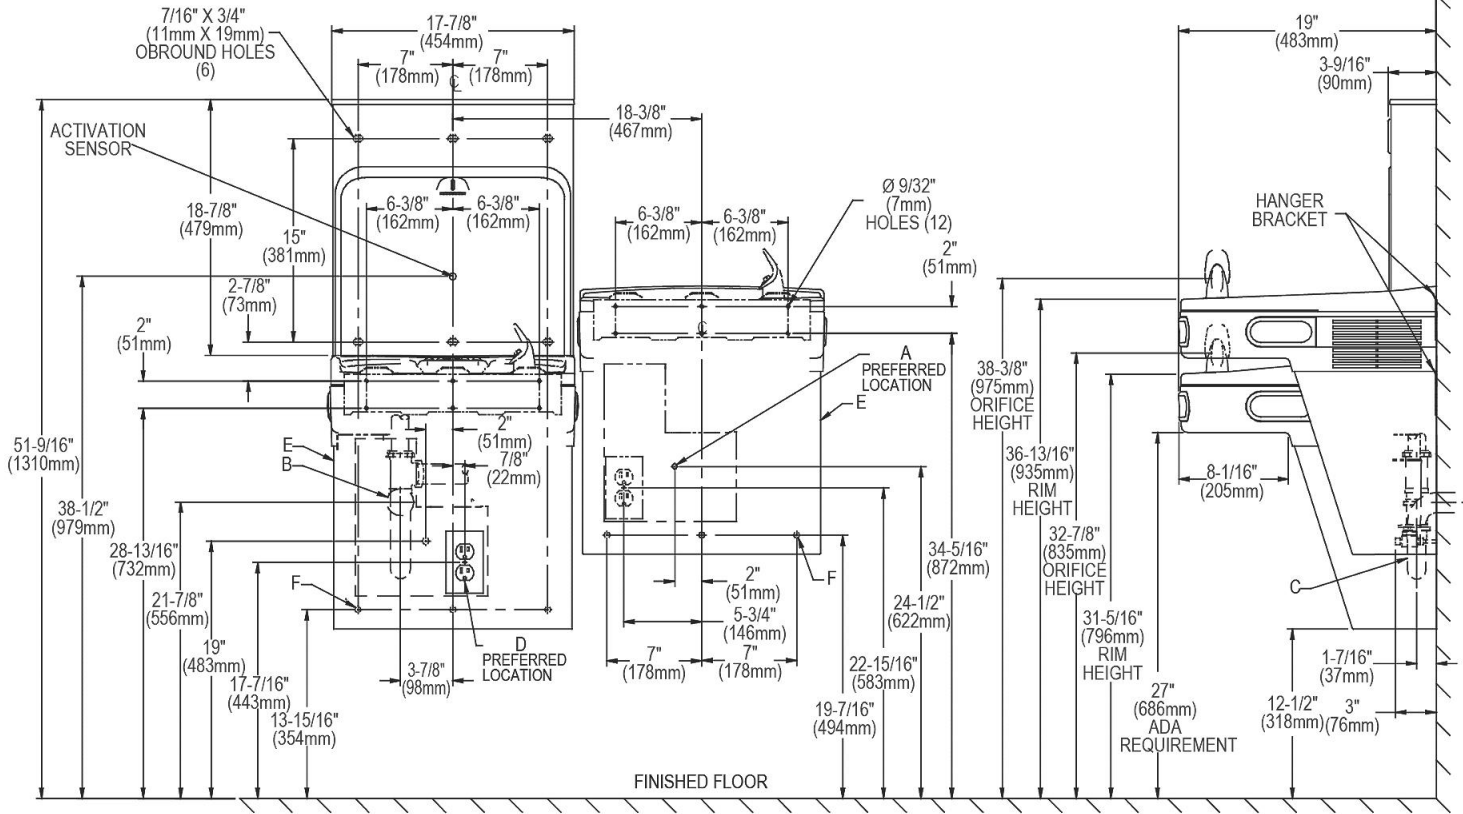 7/16" X 3/4"
(11mm X 19mm)
OBROUND HOLES
(6)
17-7/8"
(454mm)
7"
(178mm)
7"
(178mm)
CL
18-3/8"
(467mm)
19"
(483mm)
3-9/16"
(90mm)
ACTIVATION
SENSOR
18-7/8"
(479mm)
15"
(381mm)
6-3/8"
(162mm)
6-3/8"
(162mm)
6-3/8"
(162mm)
6-3/8"
(162mm)
Ø 9/32"
(7mm)
HOLES (12)
2"
(51mm)
HANGER
BRACKET
2-7/8"
(73mm)
2"
(51mm)
CL
A
PREFERRED
LOCATION
E
38-3/8"
(975mm)
ORIFICE
HEIGHT
51-9/16"
(1310mm)
38-1/2"
(979mm)
E
B
2"
(51mm)
7/8"
(22mm)
36-13/16"
(935mm)
RIM
HEIGHT
8-1/16"
(205mm)
28-13/16"
(732mm)
21-7/8"
(556mm)
32-7/8"
(835mm)
ORIFICE
HEIGHT
34-5/16"
(872mm)
F
F
C
2"
(51mm)
24-1/2"
(622mm)
5-3/4"
(146mm)
31-5/16"
(796mm)
RIM
HEIGHT
19"
(483mm)
D
PREFERRED
LOCATION
3-7/8"
(98mm)
7"
(178mm)
7"
(178mm)
22-15/16"
(583mm)
1-7/16"
(37mm)
17-7/16"
(443mm)
13-15/16"
(354mm)
19-7/16"
(494mm)
27"
(686mm)
ADA
REQUIREMENT
12-1/2"
(318mm)
3"
(76mm)
FINISHED FLOOR